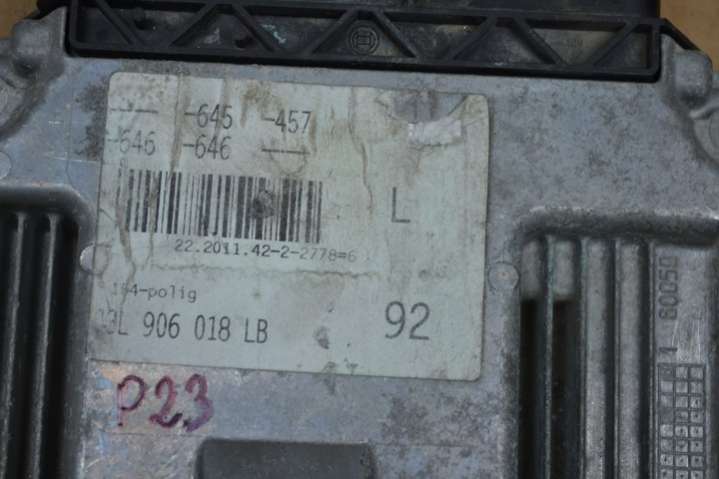 -645 -457
-646 -646
L
22.2011.42-2-2778=6
154-polig
L 906 018 LB
92
P23